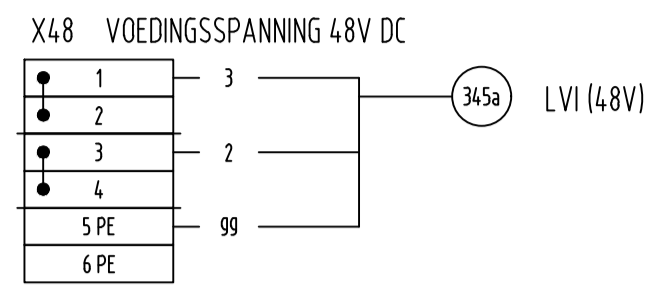 X48 VOEDINGSSPANNING 48V DC
1 3
2
3 2
4
5 PE gg
6 PE
345a LVI (48V)